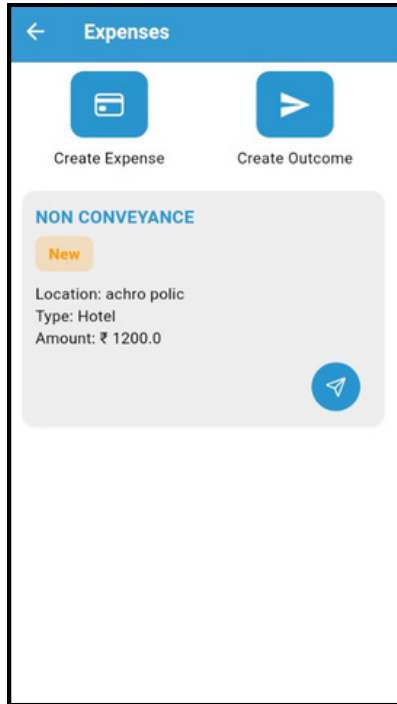 Expenses
Create Expense
Create Outcome
NON CONVEYANCE
New
Location: achro polic
Type: Hotel
Amount: ₹ 1200.0